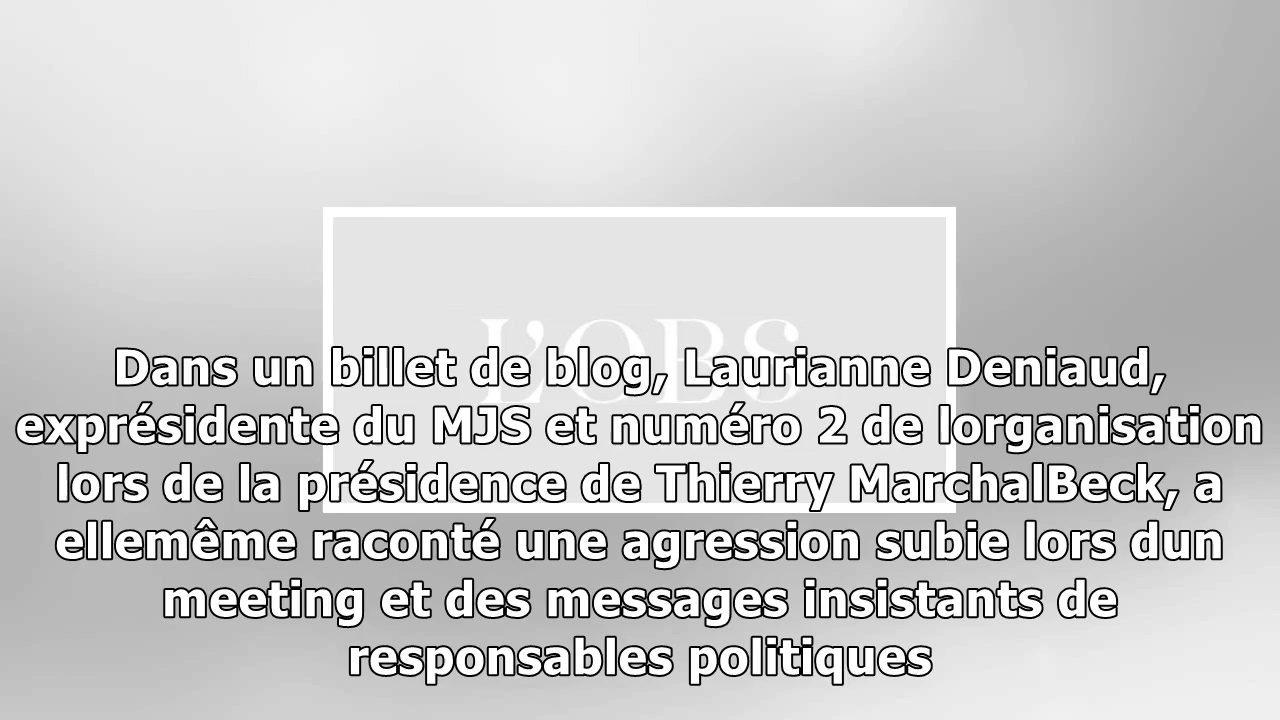 L'OBS
Dans un billet de blog, Laurianne Deniaud,
exprésidente du MJS et numéro 2 de lorganisation
lors de la présidence de Thierry MarchalBeck, a
ellemême raconté une agression subie lors dun
meeting et des messages insistants de
responsables politiques